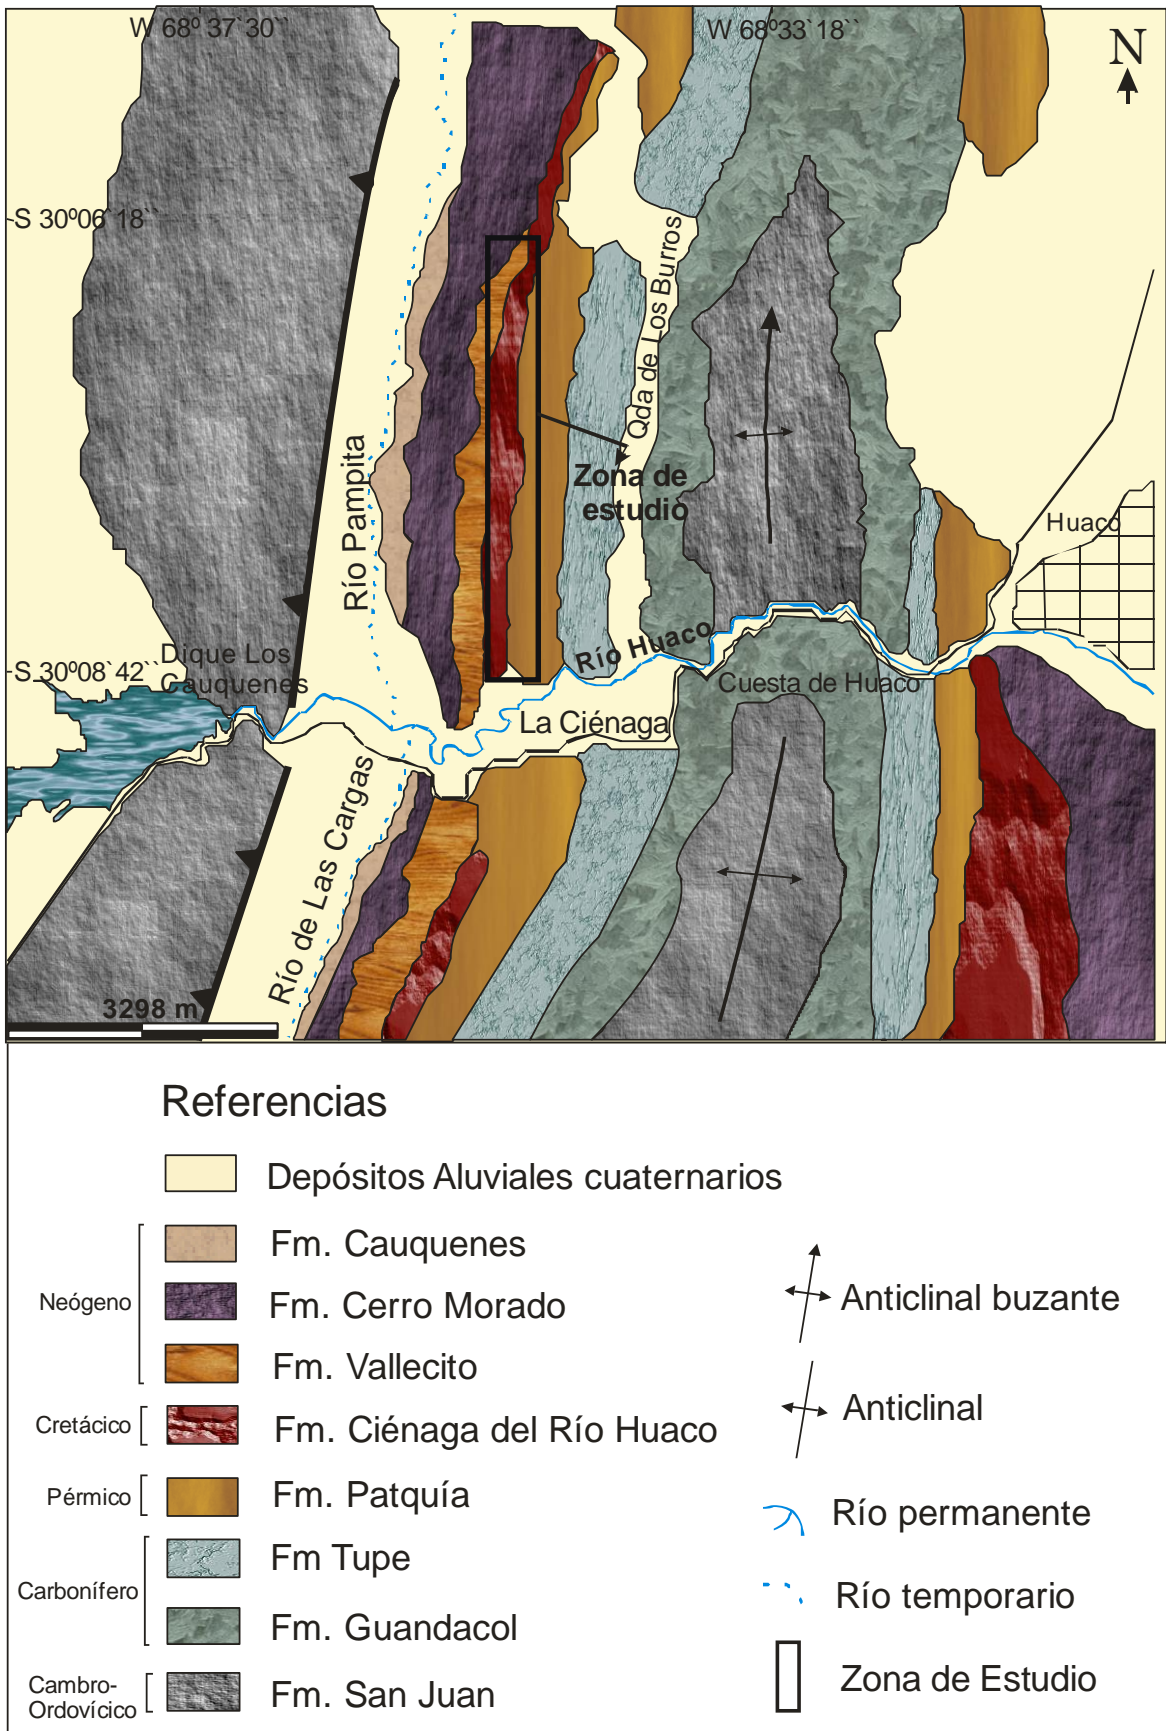 W 68º 37`30``
W 68º33`18``
N
S 30º06`18``
Qda de Los Burros
Río Pampita
Zona de
estudio
Huaco
Río Huaco
S 30º08`42``
Dique Los
Cauquenes
Cuesta de Huaco
La Ciénaga
Río de Las Cargas
3298 m
Referencias
Depósitos Aluviales cuaternarios
Neógeno
Fm. Cauquenes
Fm. Cerro Morado
Fm. Vallecito
Cretácico
Fm. Ciénaga del Río Huaco
Pérmico
Fm. Patquía
Carbonífero
Fm Tupe
Fm. Guandacol
Cambro-
Ordovícico
Fm. San Juan
Anticlinal buzante
Anticlinal
Río permanente
Río temporario
Zona de Estudio